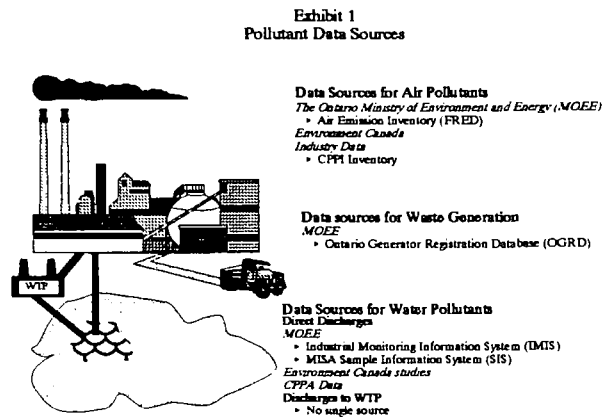 Exhibit 1
Pollutant Data Sources
Data Sources for Air Pollutants
The Ontario Ministry of Environment and Energy (MOEE)
• Air Emission Inventory (FRED)
Environment Canada
Industry Data
• CPPI Inventory
Data sources for Waste Generation
MOEE
• Ontario Generator Registration Database (OGRD)
WTP
Data Sources for Water Pollutants
Direct Discharges
MOEE
• Industrial Monitoring Information System (IMIS)
• MISA Sample Information System (SIS)
Environment Canada studies
CPPA Data
Discharges to WTP
• No single source